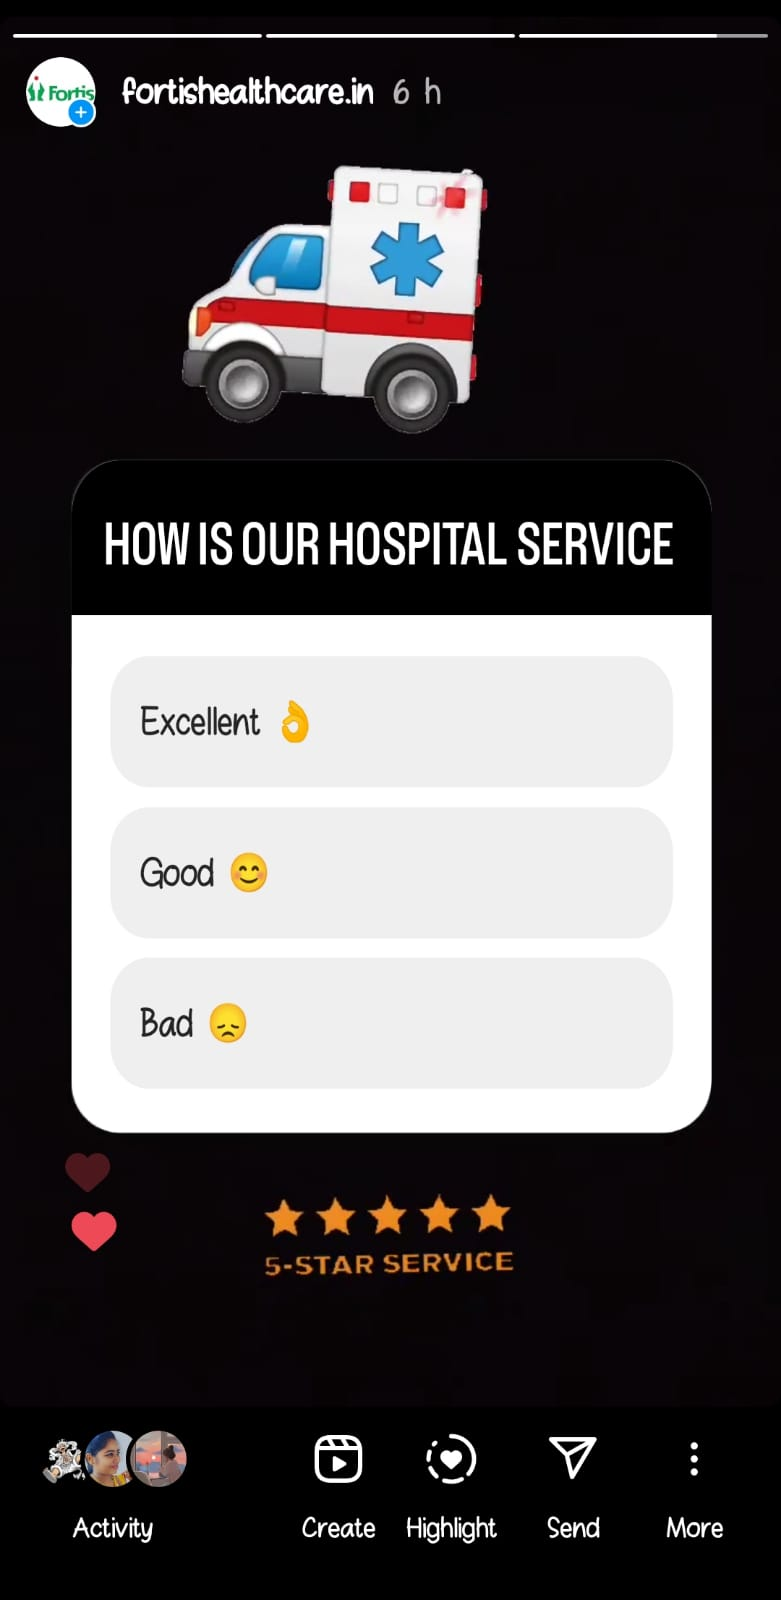 Fortis
fortishealthcare.in 6 h
HOW IS OUR HOSPITAL SERVICE
Excellent 👌
Good 😊
Bad 😞
5-STAR SERVICE
Activity
Create
Highlight
Send
More